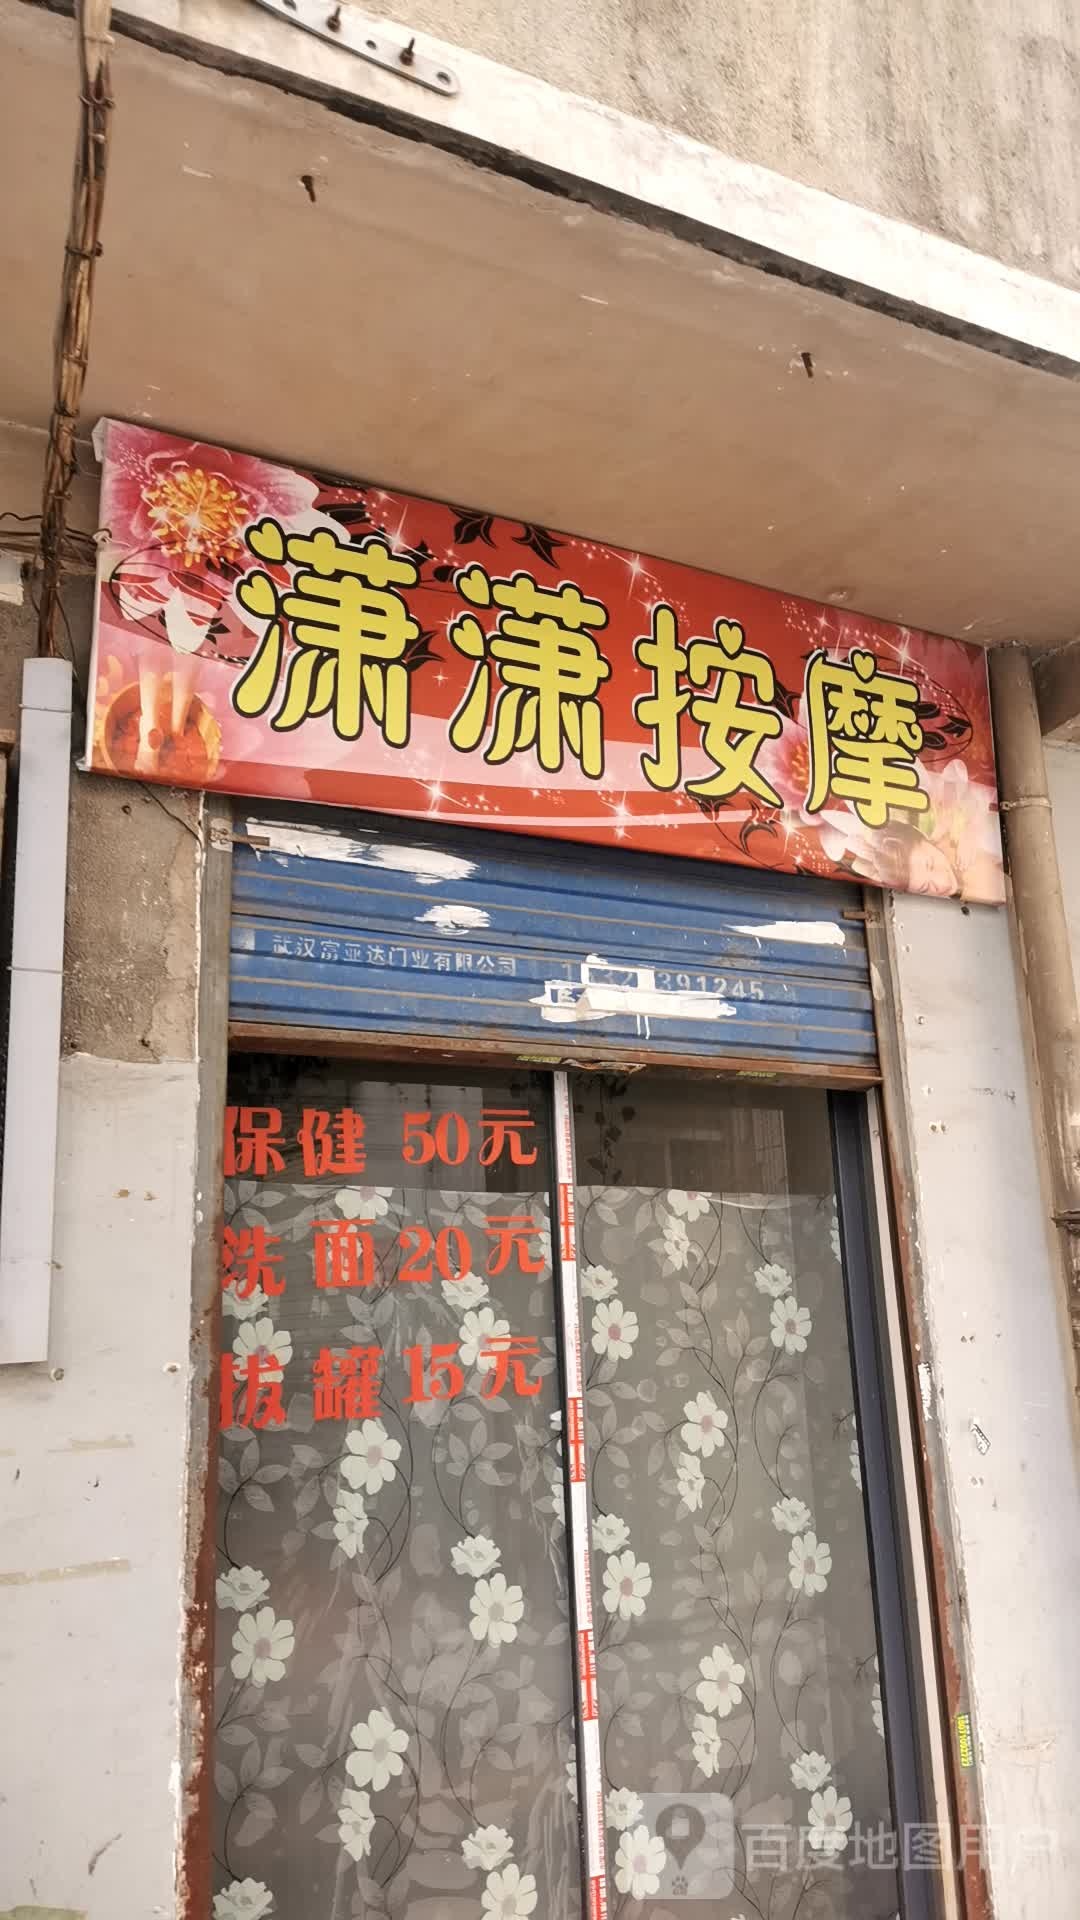 潇潇按摩
武汉富亚达门业有限公司
391245
保健 50元
洗面 20元
拔罐 15元
百度地图用户